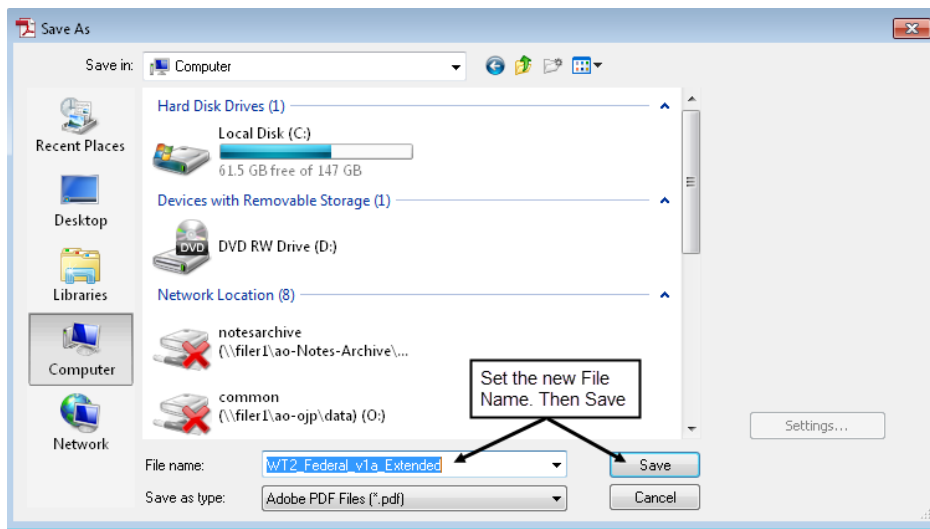 Save As
Save in:
Computer
Recent Places
Desktop
Libraries
Computer
Network
Hard Disk Drives (1)
Local Disk (C:)
61.5 GB free of 147 GB
Devices with Removable Storage (1)
DVD
DVD RW Drive (D:)
Network Location (8)
notesarchive
(\\filer1\ao-Notes-Archive\...
common
(\\filer1\ao-ojp\data) (O:)
Set the new File
Name. Then Save
Settings...
File name:
WT2_Federal_v1a_Extended
Save
Save as type:
Adobe PDF Files (*.pdf)
Cancel